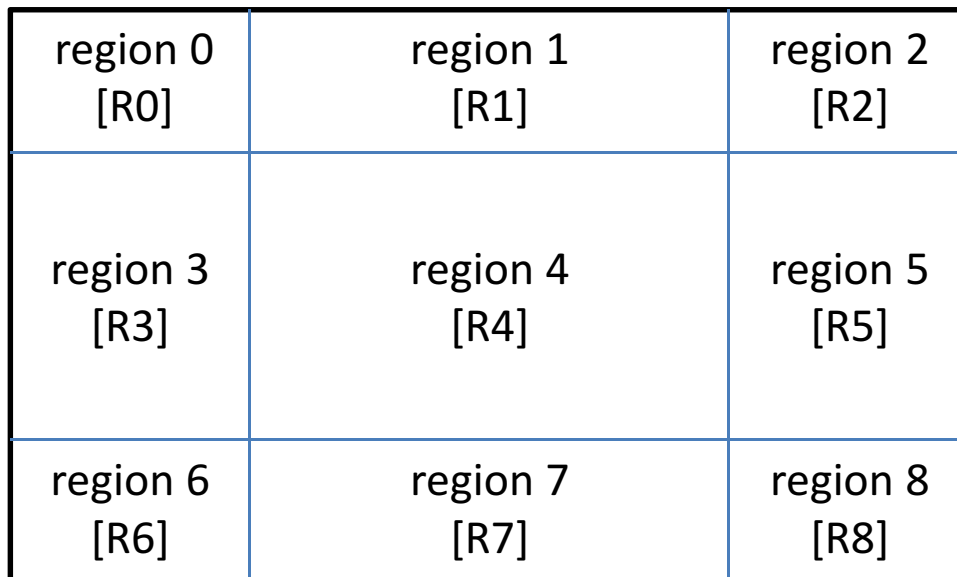 region 0
[R0]
region 1
[R1]
region 2
[R2]
region 3
[R3]
region 4
[R4]
region 5
[R5]
region 6
[R6]
region 7
[R7]
region 8
[R8]